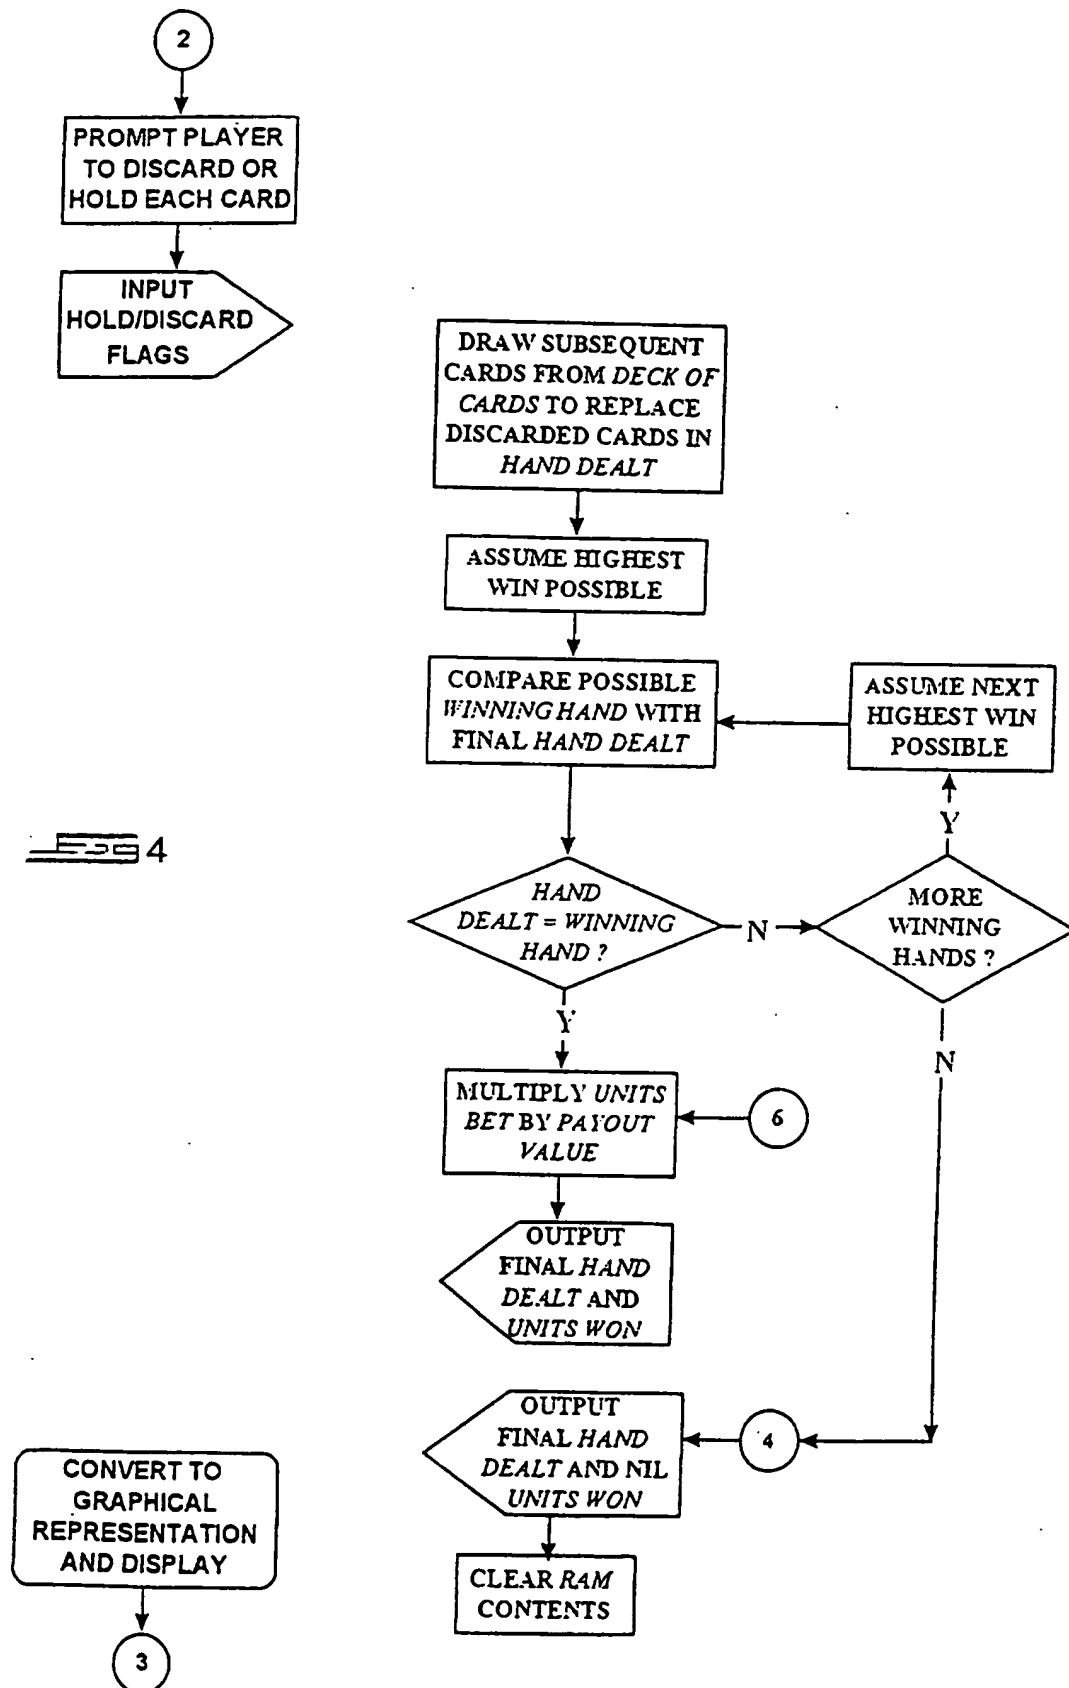 2
PROMPT PLAYER
TO DISCARD OR
HOLD EACH CARD
INPUT
HOLD/DISCARD
FLAGS
DRAW SUBSEQUENT
CARDS FROM DECK OF
CARDS TO REPLACE
DISCARDED CARDS IN
HAND DEALT
ASSUME HIGHEST
WIN POSSIBLE
COMPARE POSSIBLE
WINNING HAND WITH
FINAL HAND DEALT
ASSUME NEXT
HIGHEST WIN
POSSIBLE
Y
4
HAND
DEALT = WINNING
HAND ?
N
MORE
WINNING
HANDS ?
Y
N
MULTIPLY UNITS
BET BY PAYOUT
VALUE
6
OUTPUT
FINAL HAND
DEALT AND
UNITS WON
OUTPUT
FINAL HAND
DEALT AND NIL
UNITS WON
4
CONVERT TO
GRAPHICAL
REPRESENTATION
AND DISPLAY
CLEAR RAM
CONTENTS
3